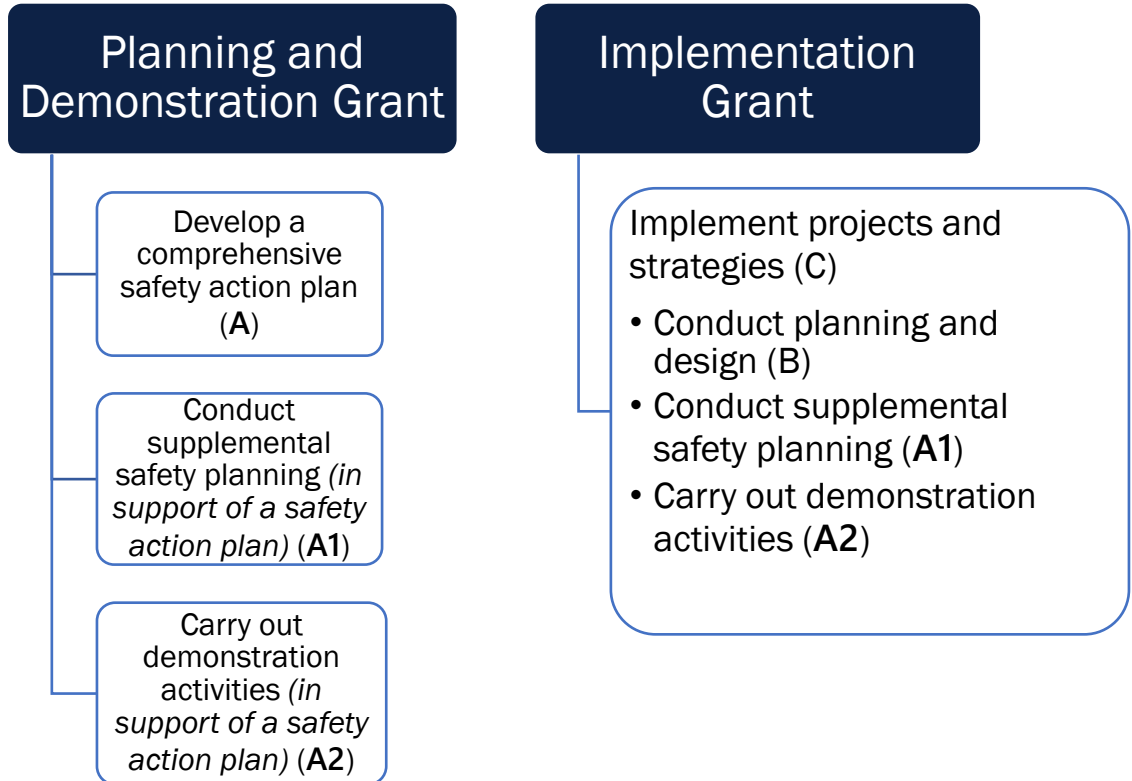 Planning and
Demonstration Grant
Develop a
comprehensive
safety action plan
(A)
Conduct
supplemental
safety planning (in
support of a safety
action plan) (A1)
Carry out
demonstration
activities (in
support of a safety
action plan) (A2)
Implementation
Grant
Implement projects and
strategies (C)
• Conduct planning and
design (B)
• Conduct supplemental
safety planning (A1)
• Carry out demonstration
activities (A2)